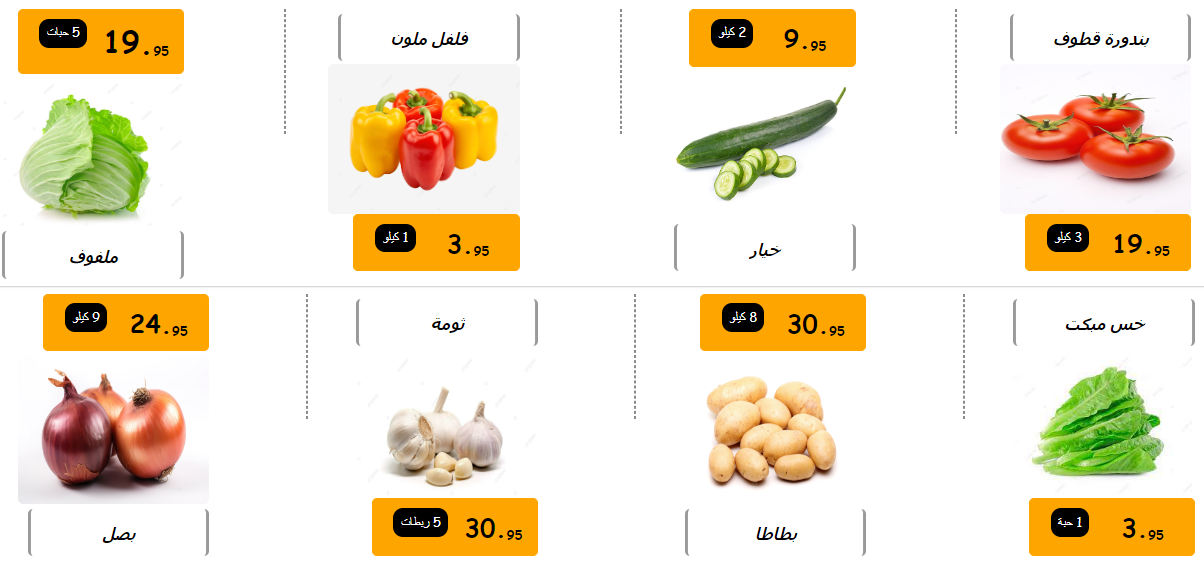 بندورة قطوف
3 كيلو
19.95
2 كيلو
9.95
خيار
فلفل ملون
1 كيلو
3.95
5 حبات
19.95
ملفوف
خس مبكت
1 حبة
3.95
8 كيلو
30.95
بطاطا
ثومة
5 ربطات
30.95
9 كيلو
24.95
بصل